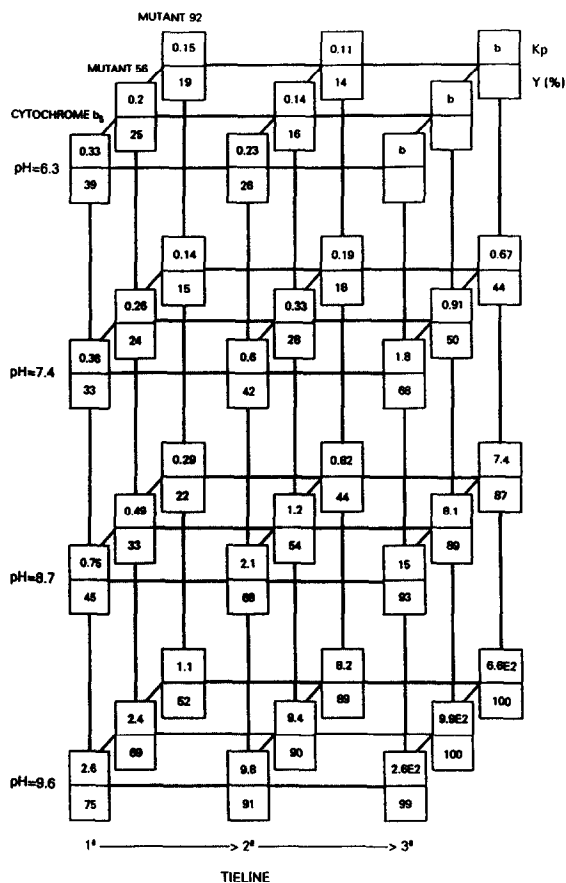 MUTANT 92
0.15 0.11 b Kp
MUTANT 56 19 14 Y (%)
0.2 0.14 b
CYTOCHROME b5 25 16
0.33 0.23 b
pH=6.3 39 26
0.14 0.19 0.67
15 18 44
0.26 0.33 0.91
24 26 50
0.36 0.6 1.8
pH=7.4 33 42 68
0.29 0.82 7.4
22 44 87
0.49 1.2 8.1
33 54 89
0.76 2.1 15
pH=8.7 45 68 93
1.1 8.2 6.6E2
52 89 100
2.4 9.4 9.9E2
69 90 100
2.6 9.8 2.6E2
pH=9.6 75 91 99
1ª > 2ª > 3ª
TIELINE